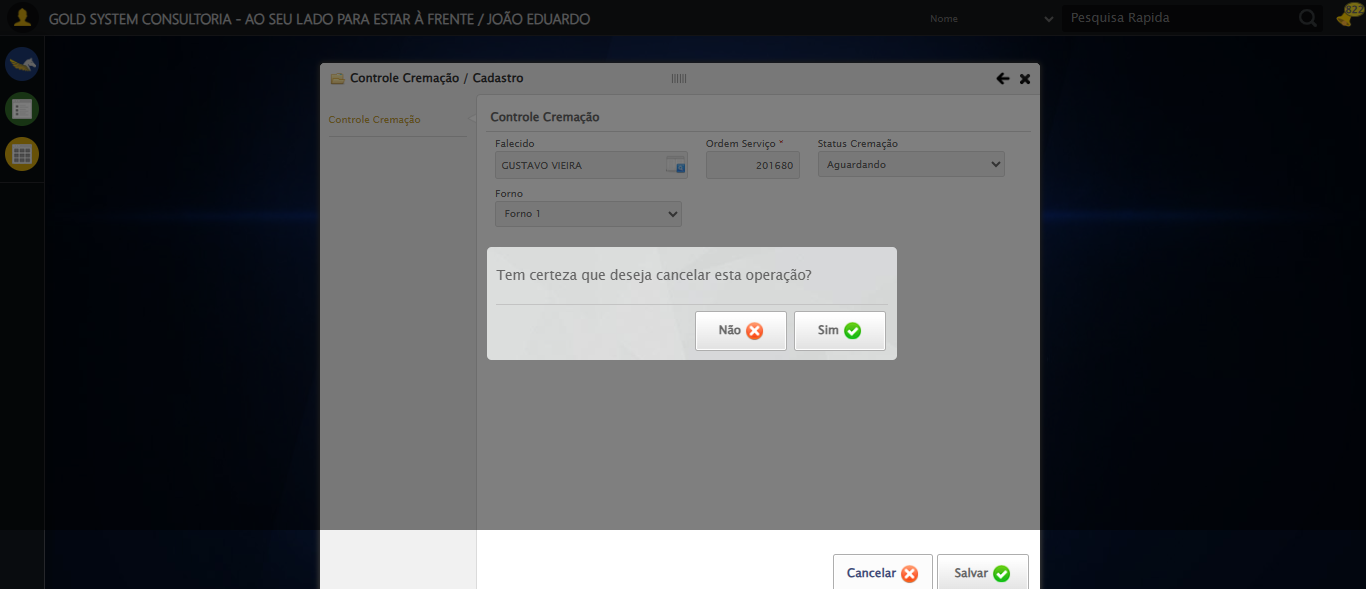 GOLD SYSTEM CONSULTORIA - AO SEU LADO PARA ESTAR À FRENTE / JOÃO EDUARDO
Nome
Pesquisa Rapida
822
Controle Cremação / Cadastro
Controle Cremação
Controle Cremação
Falecido
Ordem Serviço *
Status Cremação
GUSTAVO VIEIRA
201680
Aguardando
Forno
Forno 1
Tem certeza que deseja cancelar esta operação?
Não
Sim
Cancelar
Salvar